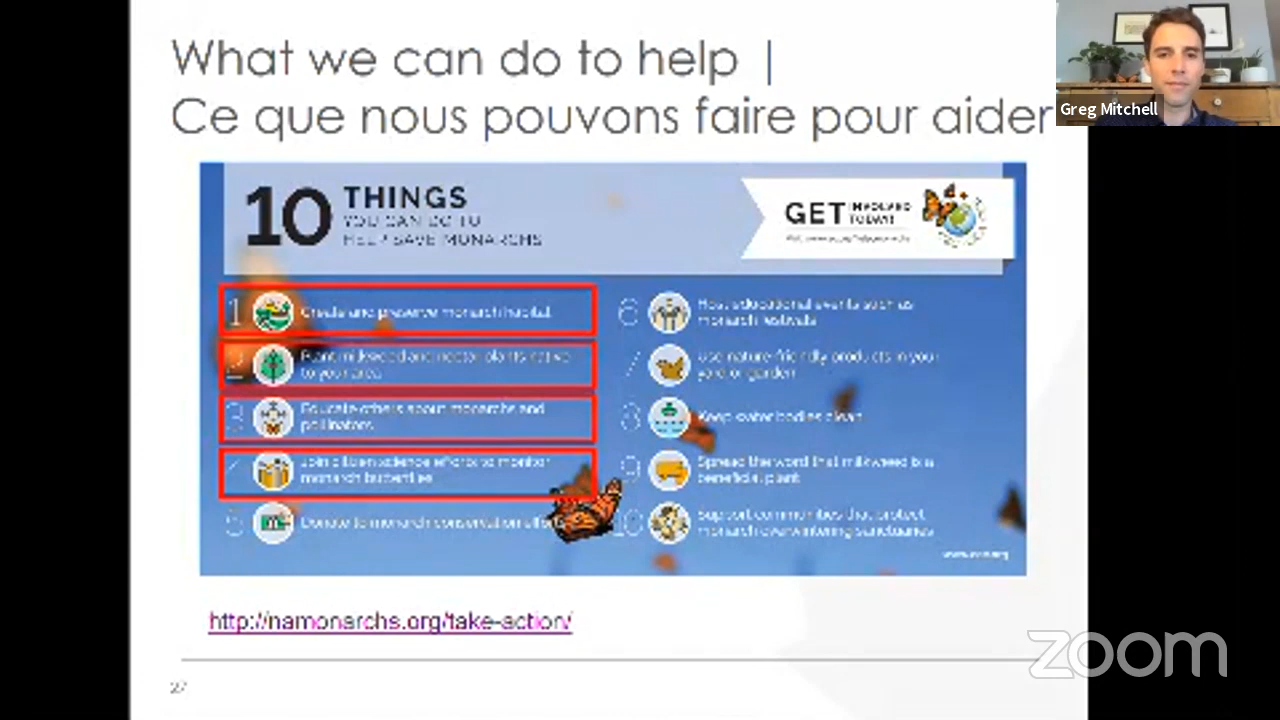 What we can do to help |
Ce que nous pouvons faire pour aider
Greg Mitchell
10 THINGS
YOU CAN DO TO
HELP SAVE MONARCHS
GET INVOLVED
TODAY!
1 Create and preserve monarch habitat
2 Plant milkweed and nectar plants native
to your area
3 Educate others about monarchs and
pollinators
4 Join citizen science efforts to monitor
monarch butterflies
5 Donate to monarch conservation efforts
6 Host educational events such as
monarch festivals
7 Use nature-friendly products in your
yard or garden
8 Keep water bodies clean
9 Spread the word that milkweed is a
beneficial plant
10 Support communities that protect
monarch overwintering sanctuaries
http://namonarchs.org/take-action/
27
zoom